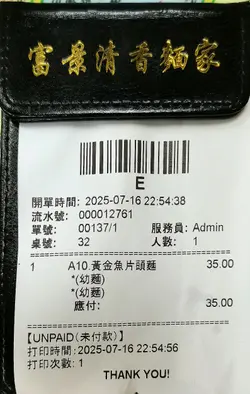 富景清香麵家
E
開單時間: 2025-07-16 22:54:38
流水號: 000012761
單號: 00137/1 服務員: Admin
桌號: 32 人數: 1
1 A10.黃金魚片頭麵 35.00
*(幼麵)
*(幼麵)
應付: 35.00
【UNPAID(未付款)】
打印時間: 2025-07-16 22:54:56
打印次數: 1
THANK YOU!